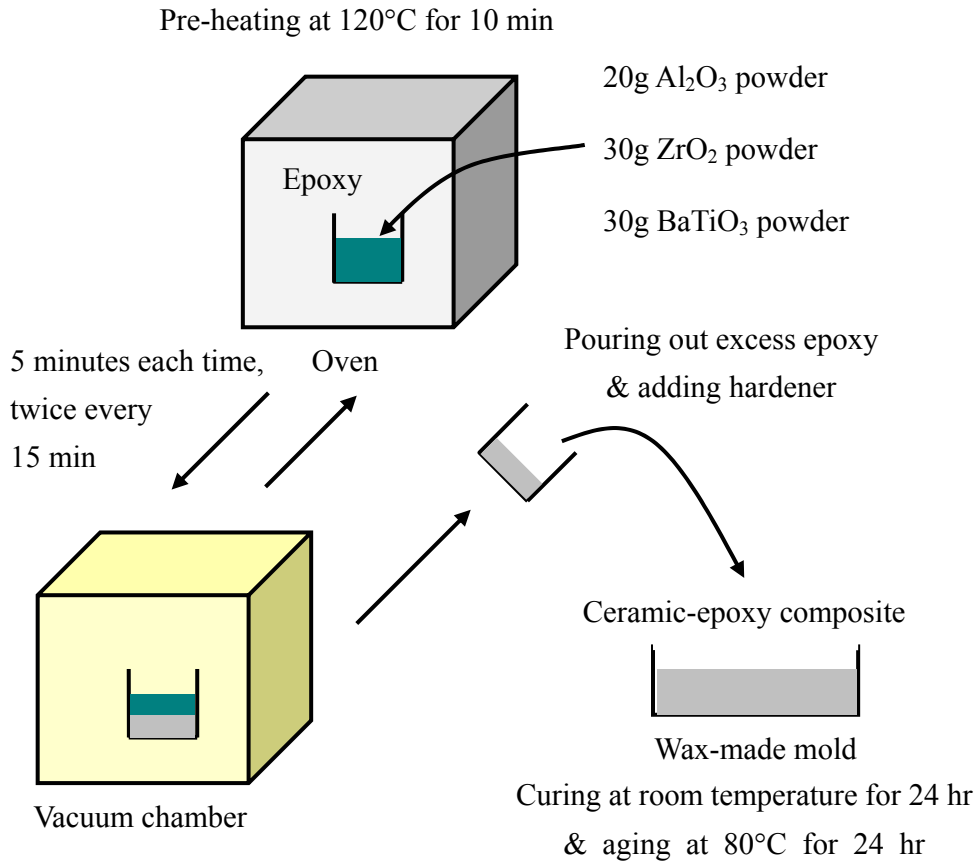 Pre-heating at 120°C for 10 min
20g Al₂O₃ powder
30g ZrO₂ powder
30g BaTiO₃ powder
Epoxy
Oven
5 minutes each time,
twice every
15 min
Pouring out excess epoxy
& adding hardener
Vacuum chamber
Ceramic-epoxy composite
Wax-made mold
Curing at room temperature for 24 hr
& aging at 80°C for 24 hr